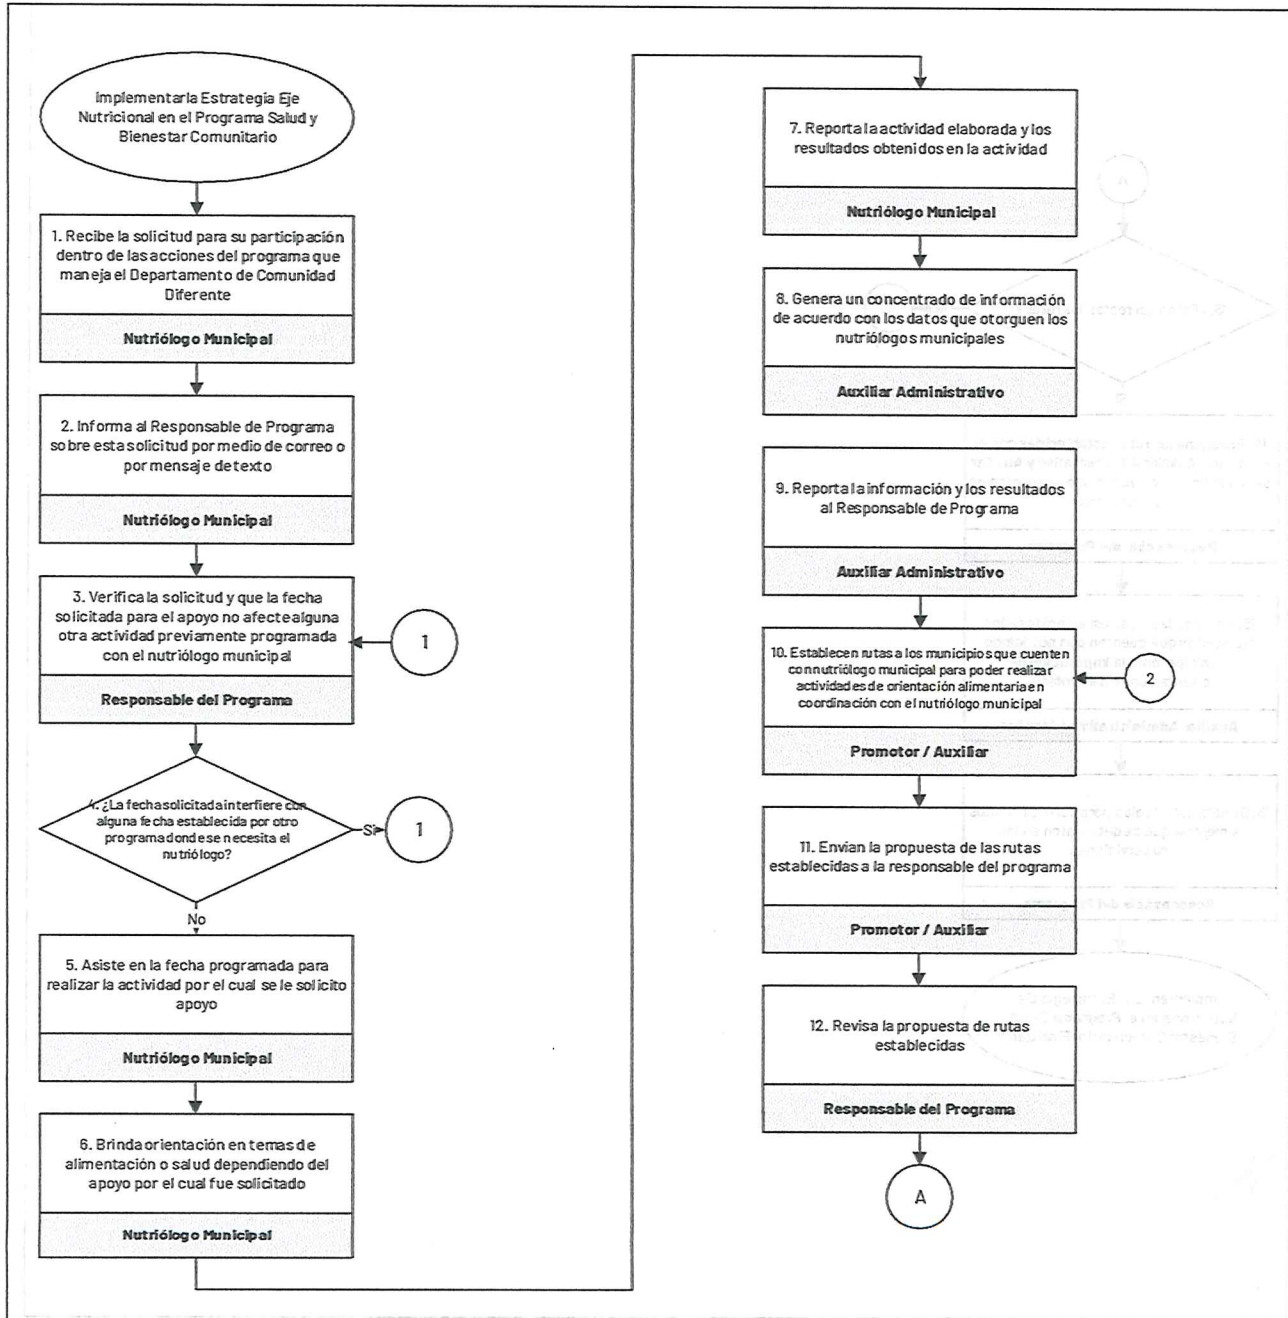 Implementar la Estrategia Eje
Nutricional en el Programa Salud y
Bienestar Comunitario
1. Recibe la solicitud para su participación
dentro de las acciones del programa que
maneja el Departamento de Comunidad
Diferente
Nutriólogo Municipal
2. Informa al Responsable de Programa
sobre esta solicitud por medio de correo o
por mensaje de texto
Nutriólogo Municipal
3. Verifica la solicitud y que la fecha
solicitada para el apoyo no afecte alguna
otra actividad previamente programada
con el nutriólogo municipal
Responsable del Programa
1
4. ¿La fecha solicitada interfiere con
alguna fecha establecida por otro
programa donde se necesita el
nutriólogo?
Si
1
No
5. Asiste en la fecha programada para
realizar la actividad por el cual se le solicito
apoyo
Nutriólogo Municipal
6. Brinda orientación en temas de
alimentación o salud dependiendo del
apoyo por el cual fue solicitado
Nutriólogo Municipal
7. Reporta la actividad elaborada y los
resultados obtenidos en la actividad
Nutriólogo Municipal
8. Genera un concentrado de información
de acuerdo con los datos que otorguen los
nutriólogos municipales
Auxiliar Administrativo
9. Reporta la información y los resultados
al Responsable de Programa
Auxiliar Administrativo
10. Establecen rutas a los municipios que cuenten
con nutriólogo municipal para poder realizar
actividades de orientación alimentaria en
coordinación con el nutriólogo municipal
Promotor / Auxiliar
2
11. Envían la propuesta de las rutas
establecidas a la responsable del programa
Promotor / Auxiliar
12. Revisa la propuesta de rutas
establecidas
Responsable del Programa
A